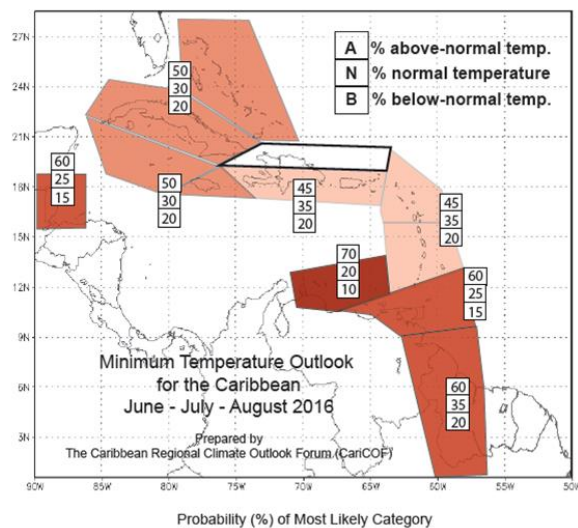 27N
24N
21N
18N
15N
12N
9N
6N
3N
90W 85W 80W 75W 70W 65W 60W 55W 50W
A % above-normal temp.
N % normal temperature
B % below-normal temp.
50
30
20
60
25
15
50
30
20
45
35
20
45
35
20
70
20
10
60
25
15
60
35
20
Minimum Temperature Outlook
for the Caribbean
June - July - August 2016
Prepared by
The Caribbean Regional Climate Outlook Forum (CariCOF)
Probability (%) of Most Likely Category